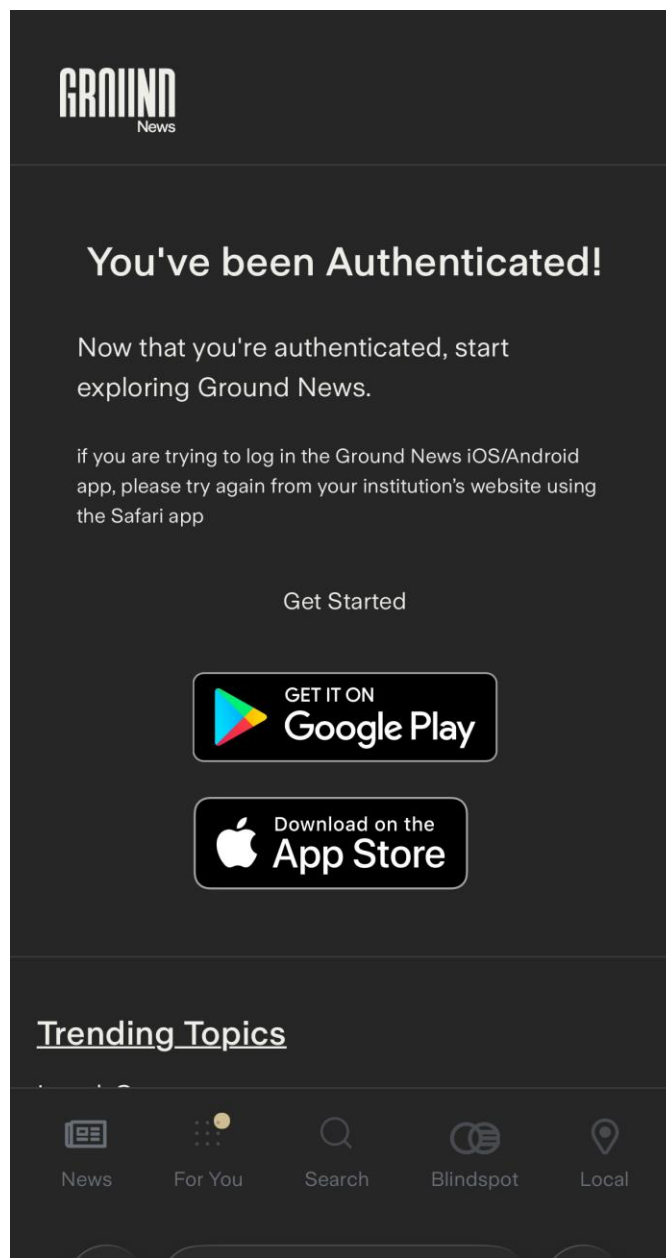 GROUND
News
You've been Authenticated!
Now that you're authenticated, start
exploring Ground News.
if you are trying to log in the Ground News iOS/Android
app, please try again from your institution's website using
the Safari app
Get Started
GET IT ON
Google Play
Download on the
App Store
Trending Topics
News
For You
Search
Blindspot
Local